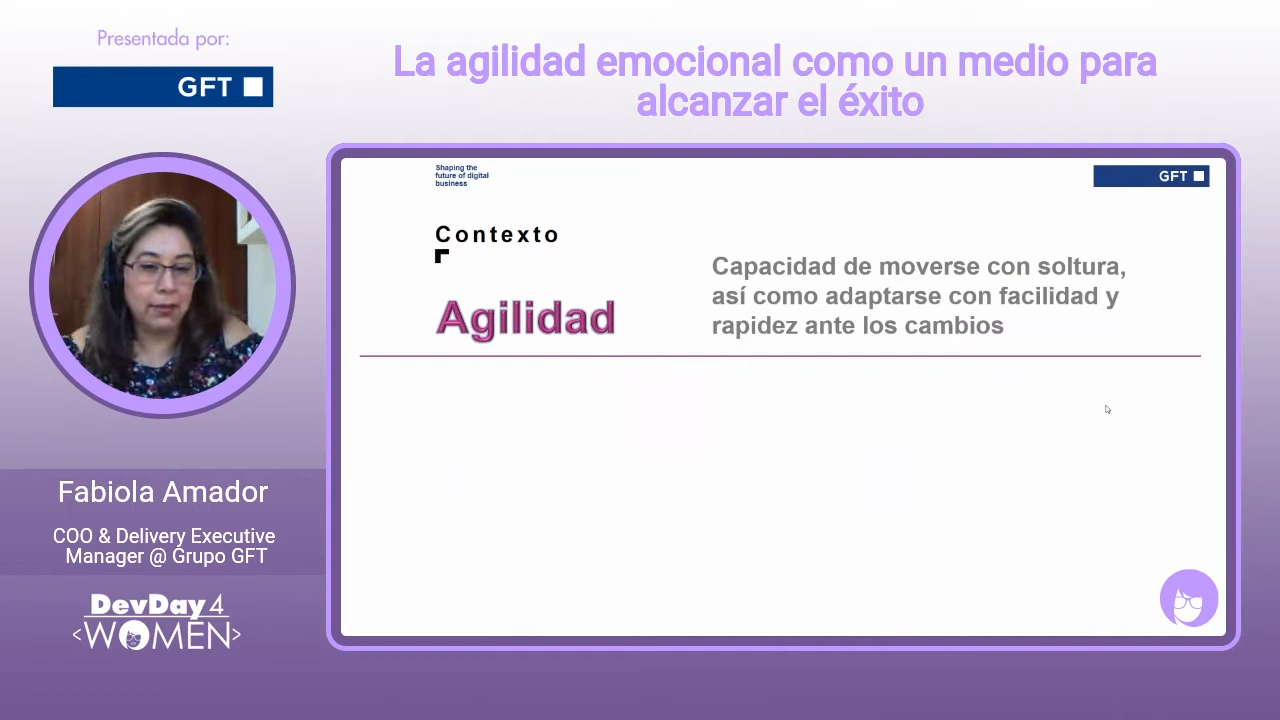 Presentada por:
GFT
La agilidad emocional como un medio para
alcanzar el éxito
Shaping the
future of digital
business
GFT
Contexto
Agilidad
Capacidad de moverse con soltura,
así como adaptarse con facilidad y
rapidez ante los cambios
Fabiola Amador
COO & Delivery Executive
Manager @ Grupo GFT
DevDay4
<WOMEN>